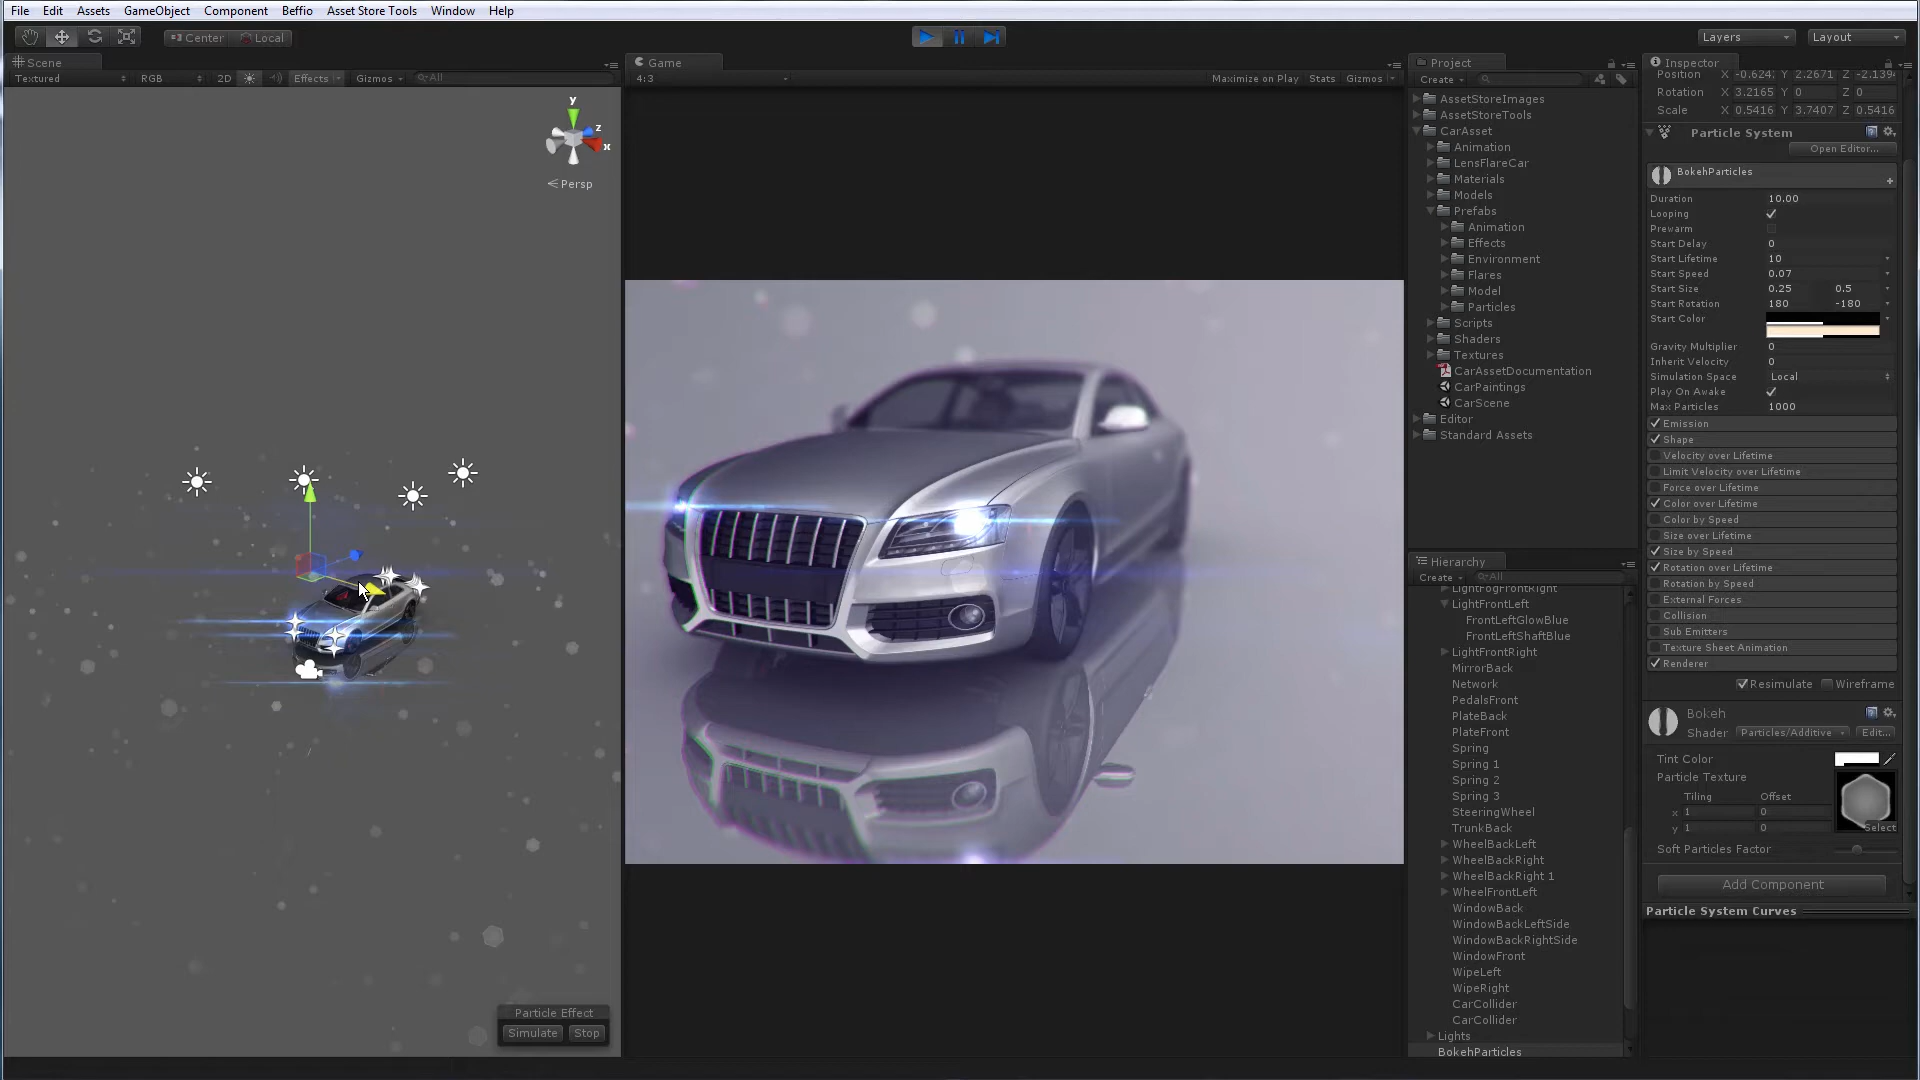 File Edit Assets GameObject Component Beffio Asset Store Tools Window Help
Center Local
Layers Layout
Scene
Textured RGB 2D Effects Gizmos All
y
z
x
Persp
Particle Effect
Simulate Stop
Game
4:3 Maximize on Play Stats Gizmos
Project
Create
AssetStoreImages
AssetStoreTools
CarAsset
Animation
LensFlareCar
Materials
Models
Prefabs
Animation
Effects
Environment
Flares
Model
Particles
Scripts
Shaders
Textures
CarAssetDocumentation
CarPaintings
CarScene
Editor
Standard Assets
Hierarchy
Create All
LightFogFrontRight
LightFrontLeft
FrontLeftGlowBlue
FrontLeftShaftBlue
LightFrontRight
MirrorBack
Network
PedalsFront
PlateBack
PlateFront
Spring
Spring 1
Spring 2
Spring 3
SteeringWheel
TrunkBack
WheelBackLeft
WheelBackRight
WheelBackRight 1
WheelFrontLeft
WindowBack
WindowBackLeftSide
WindowBackRightSide
WindowFront
WipeLeft
WipeRight
CarCollider
CarCollider
Lights
BokehParticles
Inspector
Position X -0.624 Y 2.2671 Z -2.139
Rotation X 3.2165 Y 0 Z 0
Scale X 0.5416 Y 3.7407 Z 0.5416
Particle System
Open Editor...
BokehParticles
Duration 10.00
Looping
Prewarm
Start Delay 0
Start Lifetime 10
Start Speed 0.07
Start Size 0.25 0.5
Start Rotation 180 -180
Start Color
Gravity Multiplier 0
Inherit Velocity 0
Simulation Space Local
Play On Awake
Max Particles 1000
Emission
Shape
Velocity over Lifetime
Limit Velocity over Lifetime
Force over Lifetime
Color over Lifetime
Color by Speed
Size over Lifetime
Size by Speed
Rotation over Lifetime
Rotation by Speed
External Forces
Collision
Sub Emitters
Texture Sheet Animation
Renderer
Resimulate Wireframe
Bokeh
Shader Particles/Additive Edit...
Tint Color
Particle Texture
Tiling Offset
x 1 0
y 1 0
Select
Soft Particles Factor
Add Component
Particle System Curves